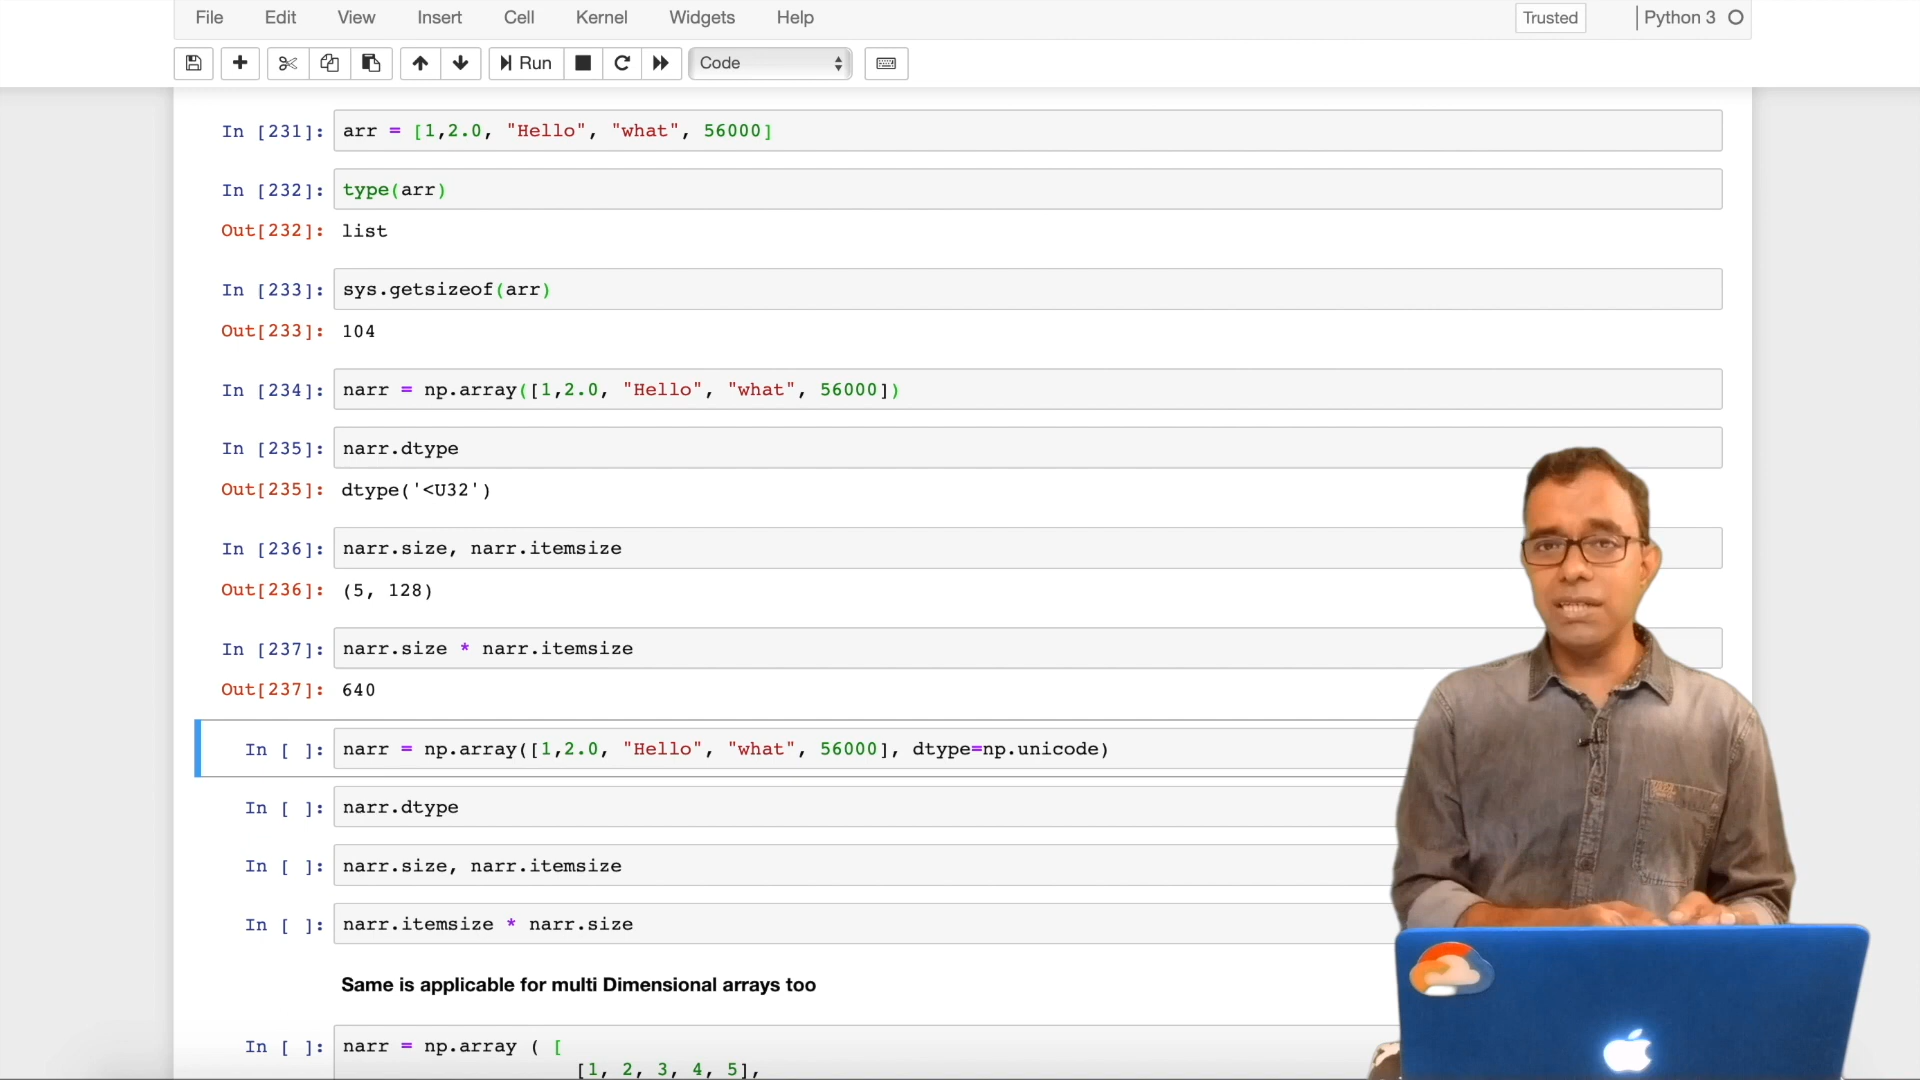 File Edit View Insert Cell Kernel Widgets Help Trusted Python 3
Run Code
In [231]: arr = [1,2.0, "Hello", "what", 56000]
In [232]: type(arr)
Out[232]: list
In [233]: sys.getsizeof(arr)
Out[233]: 104
In [234]: narr = np.array([1,2.0, "Hello", "what", 56000])
In [235]: narr.dtype
Out[235]: dtype('<U32')
In [236]: narr.size, narr.itemsize
Out[236]: (5, 128)
In [237]: narr.size * narr.itemsize
Out[237]: 640
In [ ]: narr = np.array([1,2.0, "Hello", "what", 56000], dtype=np.unicode)
In [ ]: narr.dtype
In [ ]: narr.size, narr.itemsize
In [ ]: narr.itemsize * narr.size
Same is applicable for multi Dimensional arrays too
In [ ]: narr = np.array ( [
[1, 2, 3, 4, 5],